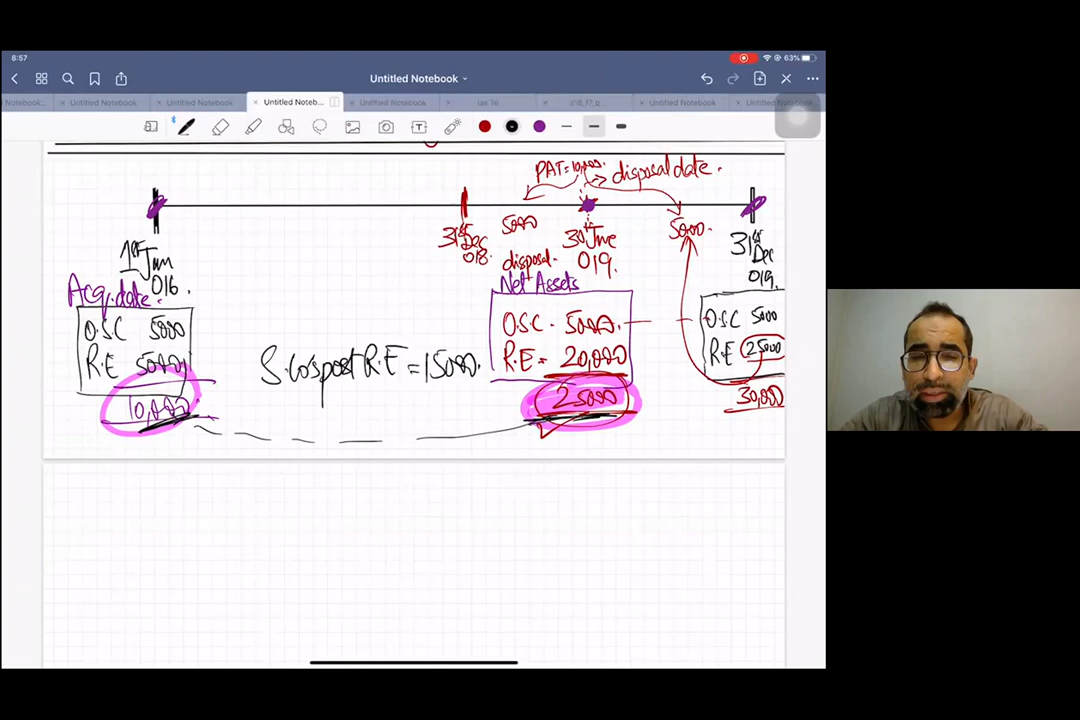 8:57
63%
Untitled Notebook
Notebook...
Untitled Notebook
Untitled Notebook
Untitled Noteb...
Untitled Notebook
ias 16
s18_f7_q
Untitled Notebook
Untitled Notebook
PAT=10,000.
disposal date.
5000
5000.
1st Jan 016.
31st Dec 018.
30 June 019.
31st Dec 019.
Acq. date.
disposal.
Net Assets
O.S.C 5000
R.E 5000
10,000
S.Cos post R.E = 15000.
O.S.C. 5000.
R.E = 20,000
25000
O.S.C 5000
R.E 25000
30,000